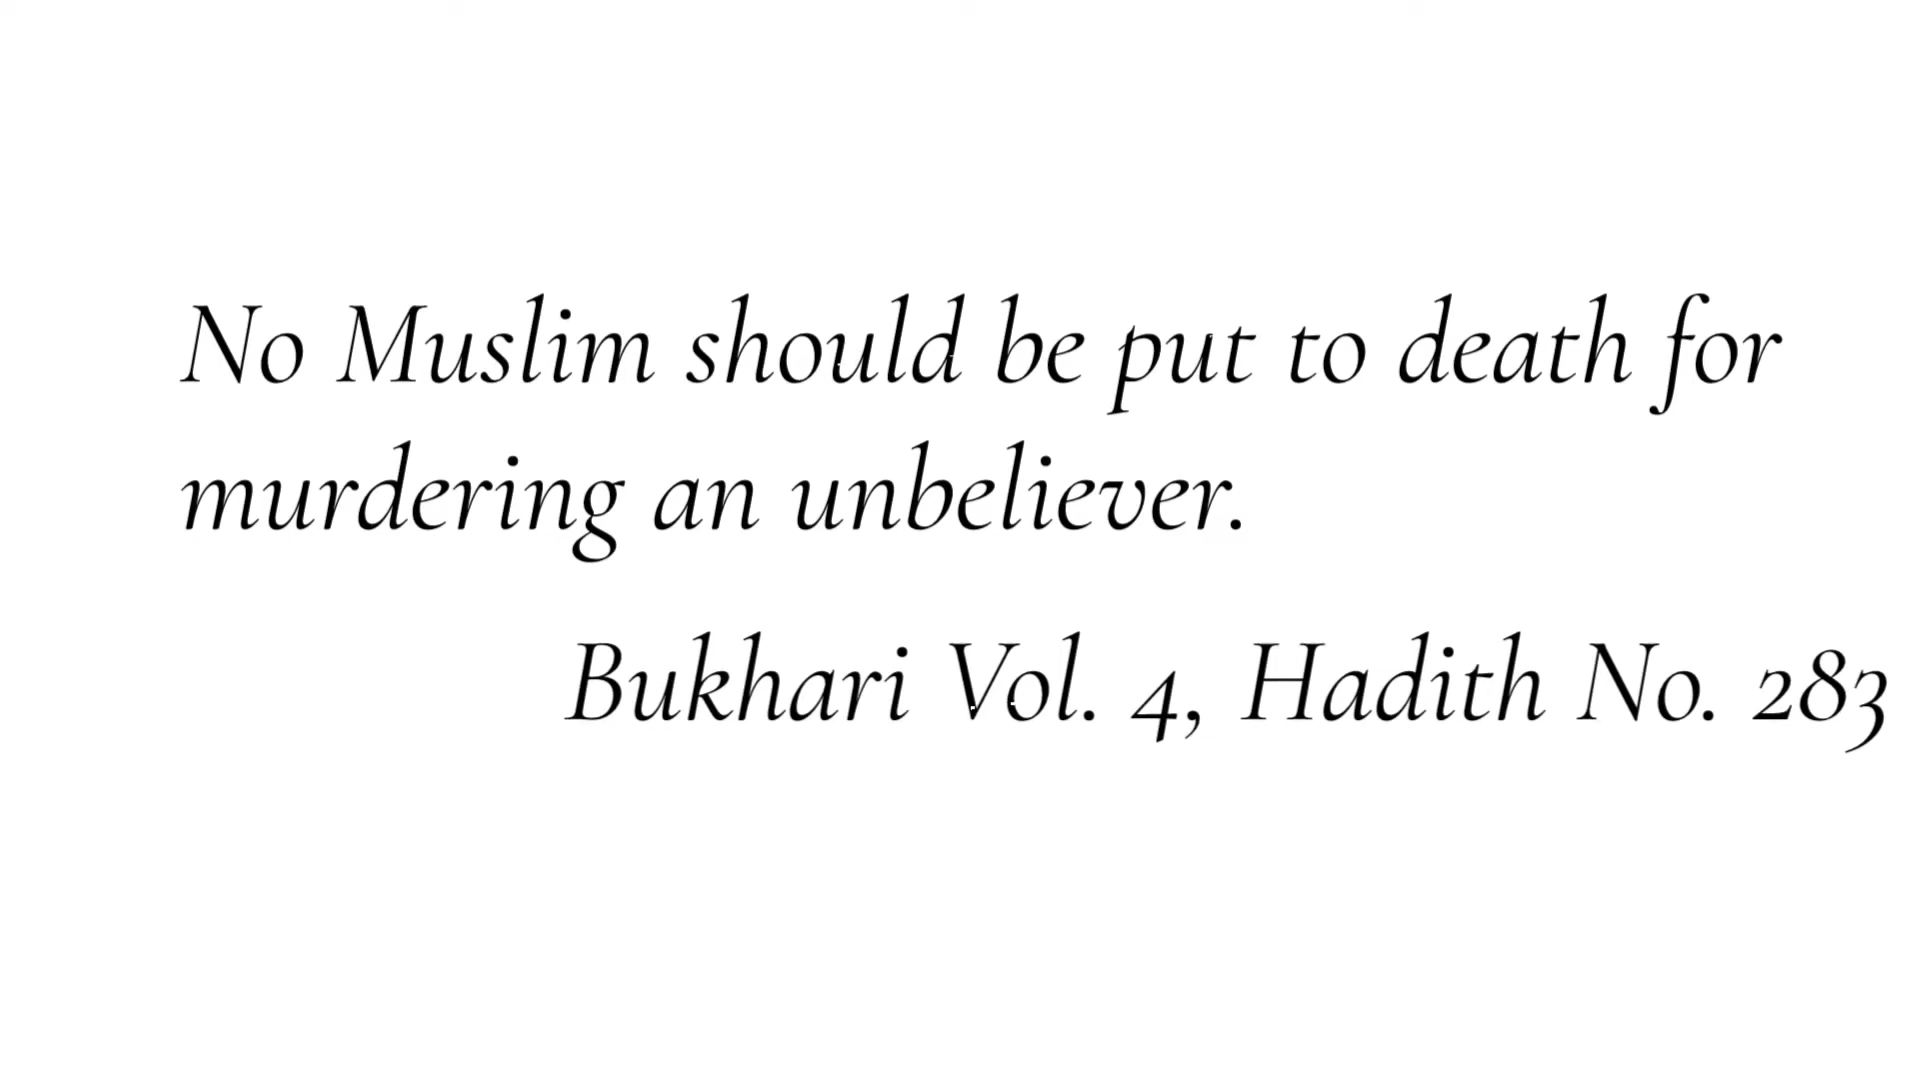 No Muslim should be put to death for
murdering an unbeliever.
Bukhari Vol. 4, Hadith No. 283